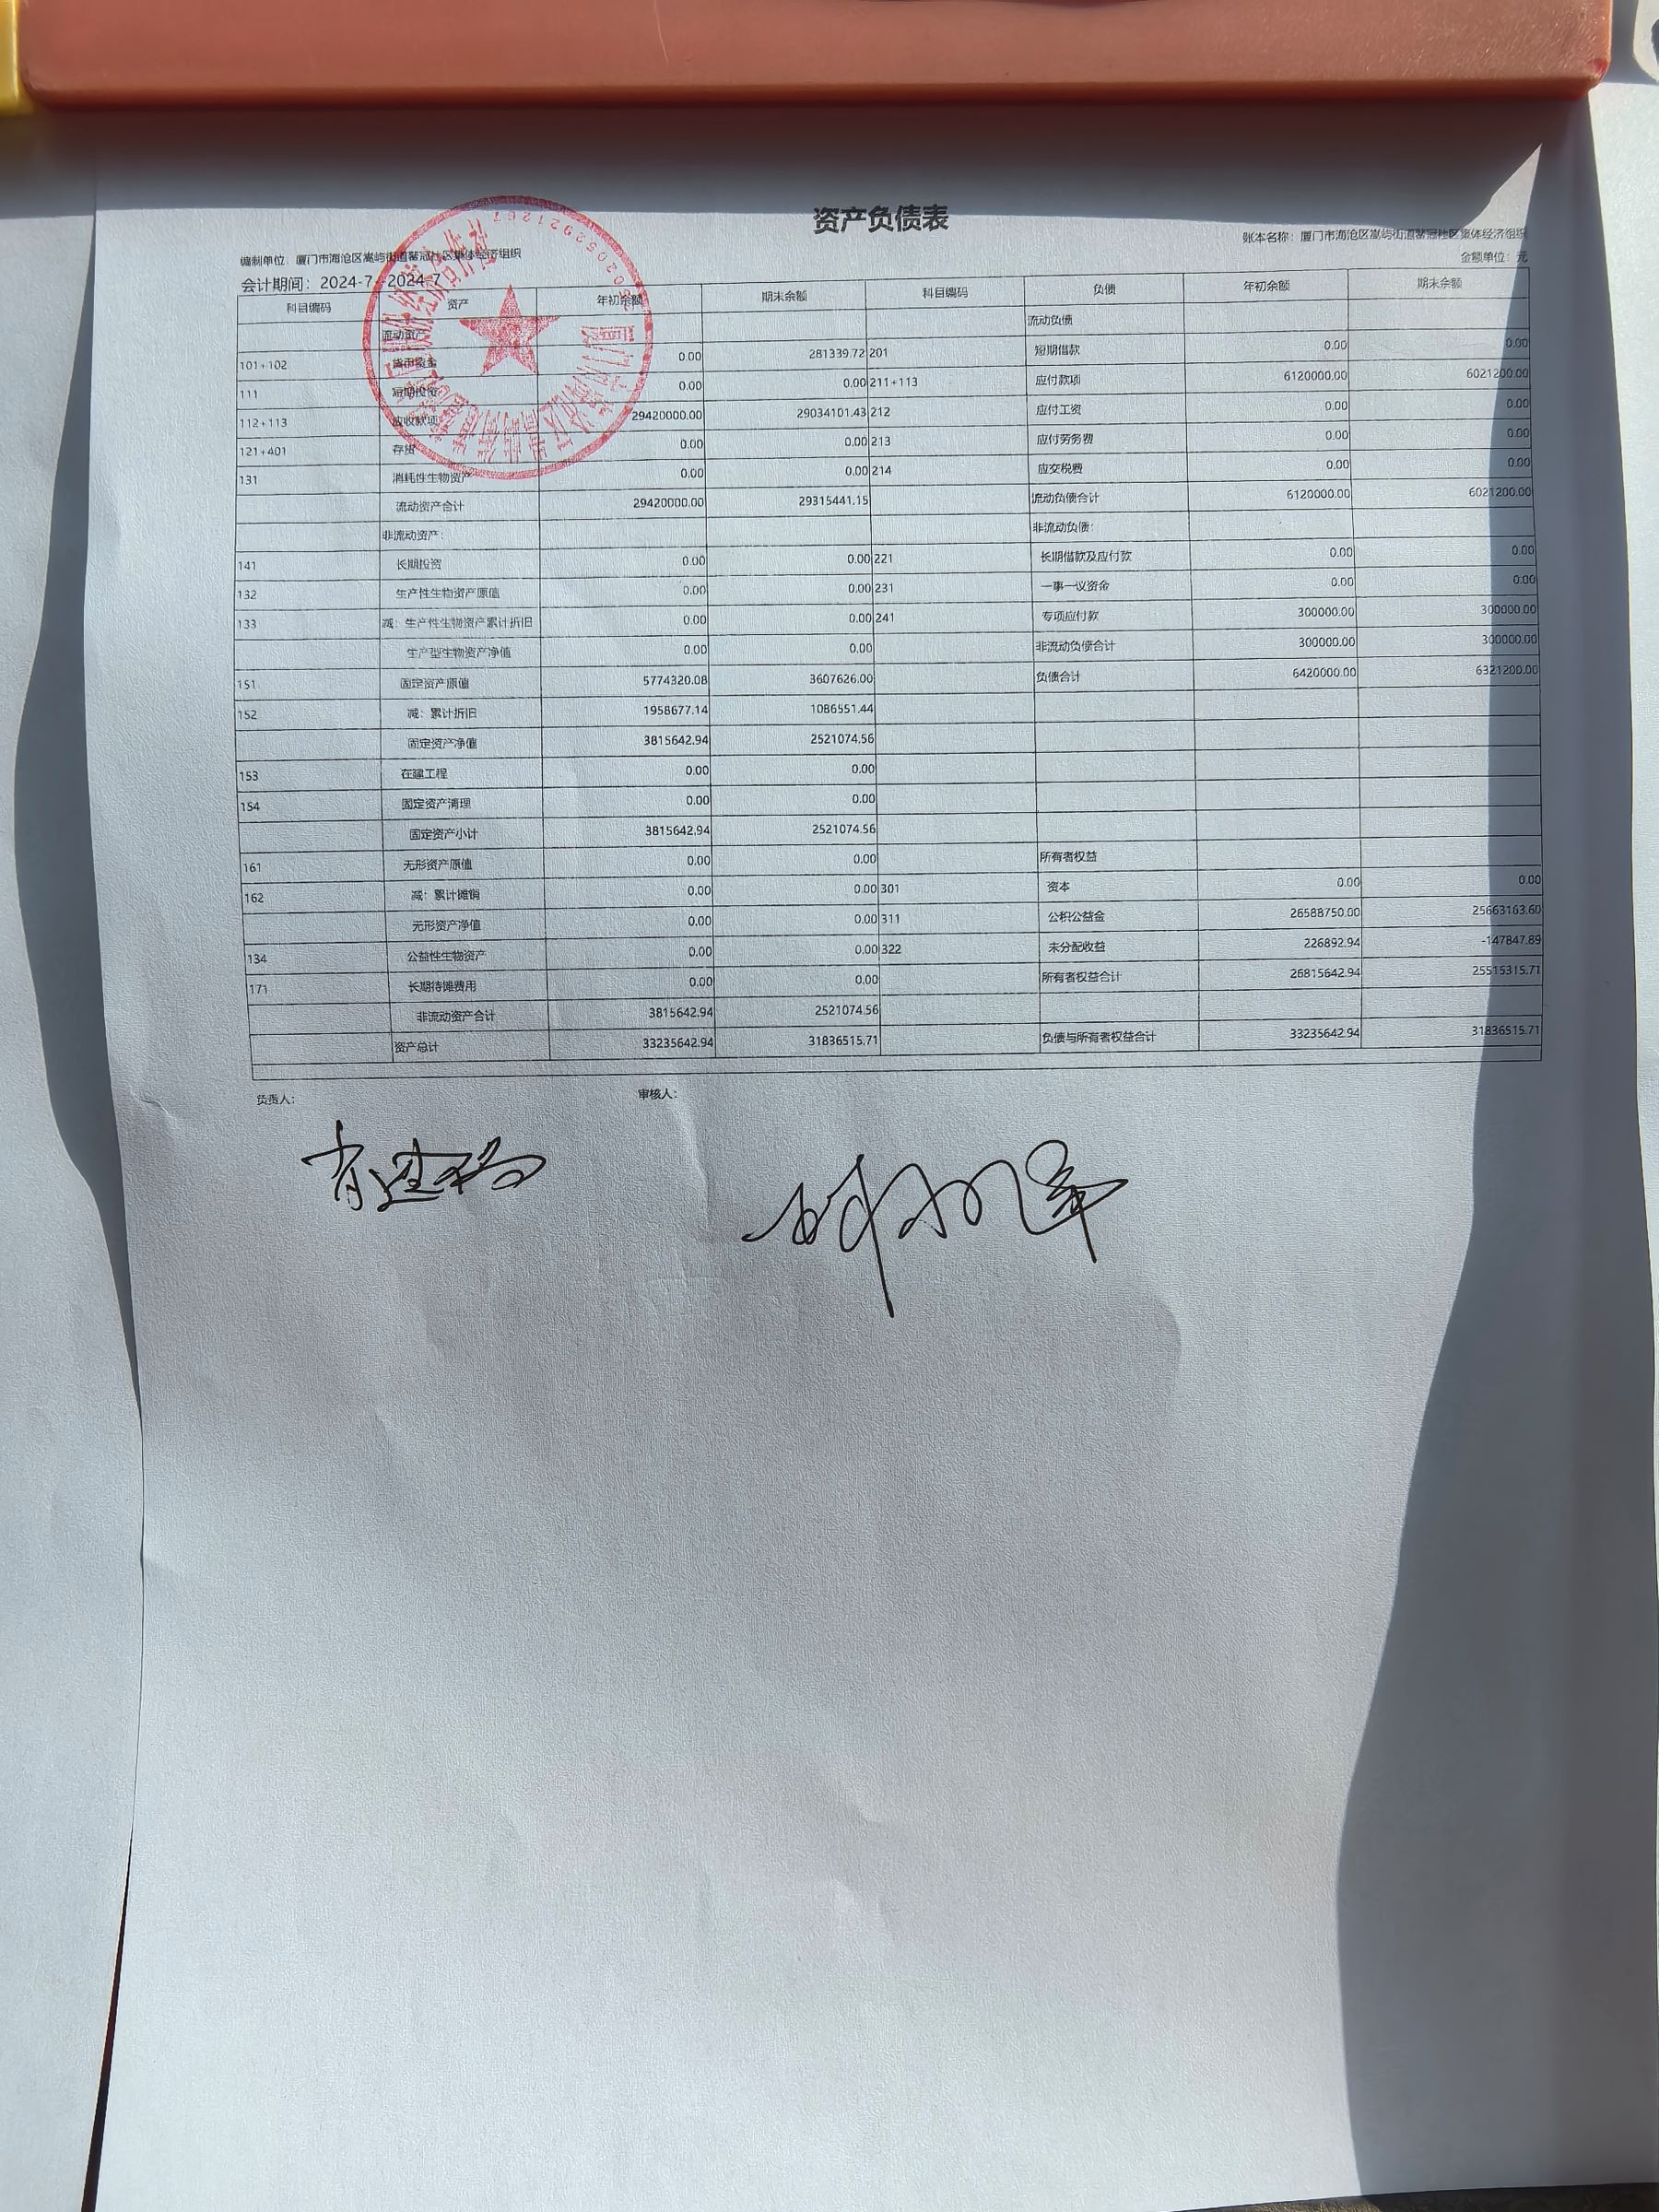 资产负债表
编制单位: 厦门市海沧区嵩屿街道鳌冠社区集体经济组织 账本名称: 厦门市海沧区嵩屿街道鳌冠社区集体经济组织
会计期间: 2024-7--2024-7 金额单位: 元
科目编码 资产 年初余额 期末余额 科目编码 负债 年初余额 期末余额
流动资产 流动负债
101+102 货币资金 0.00 281339.72 201 短期借款 0.00 0.00
111 短期投资 0.00 0.00 211+113 应付款项 6120000.00 6021200.00
112+113 应收款项 29420000.00 29034101.43 212 应付工资 0.00 0.00
121+401 存货 0.00 0.00 213 应付劳务费 0.00 0.00
131 消耗性生物资产 0.00 0.00 214 应交税费 0.00 0.00
流动资产合计 29420000.00 29315441.15 流动负债合计 6120000.00 6021200.00
非流动资产: 非流动负债:
141 长期投资 0.00 0.00 221 长期借款及应付款 0.00 0.00
132 生产性生物资产原值 0.00 0.00 231 一事一议资金 0.00 0.00
133 减: 生产性生物资产累计折旧 0.00 0.00 241 专项应付款 300000.00 300000.00
生产型生物资产净值 0.00 0.00 非流动负债合计 300000.00 300000.00
151 固定资产原值 5774320.08 3607626.00 负债合计 6420000.00 6321200.00
152 减: 累计折旧 1958677.14 1086551.44
固定资产净值 3815642.94 2521074.56
153 在建工程 0.00 0.00
154 固定资产清理 0.00 0.00
固定资产小计 3815642.94 2521074.56
161 无形资产原值 0.00 0.00 所有者权益
162 减: 累计摊销 0.00 0.00 301 资本 0.00 0.00
无形资产净值 0.00 0.00 311 公积公益金 26588750.00 25663163.60
134 公益性生物资产 0.00 0.00 322 未分配收益 226892.94 -147847.89
171 长期待摊费用 0.00 0.00 所有者权益合计 26815642.94 25515315.71
非流动资产合计 3815642.94 2521074.56
资产总计 33235642.94 31836515.71 负债与所有者权益合计 33235642.94 31836515.71
负责人: 审核人: